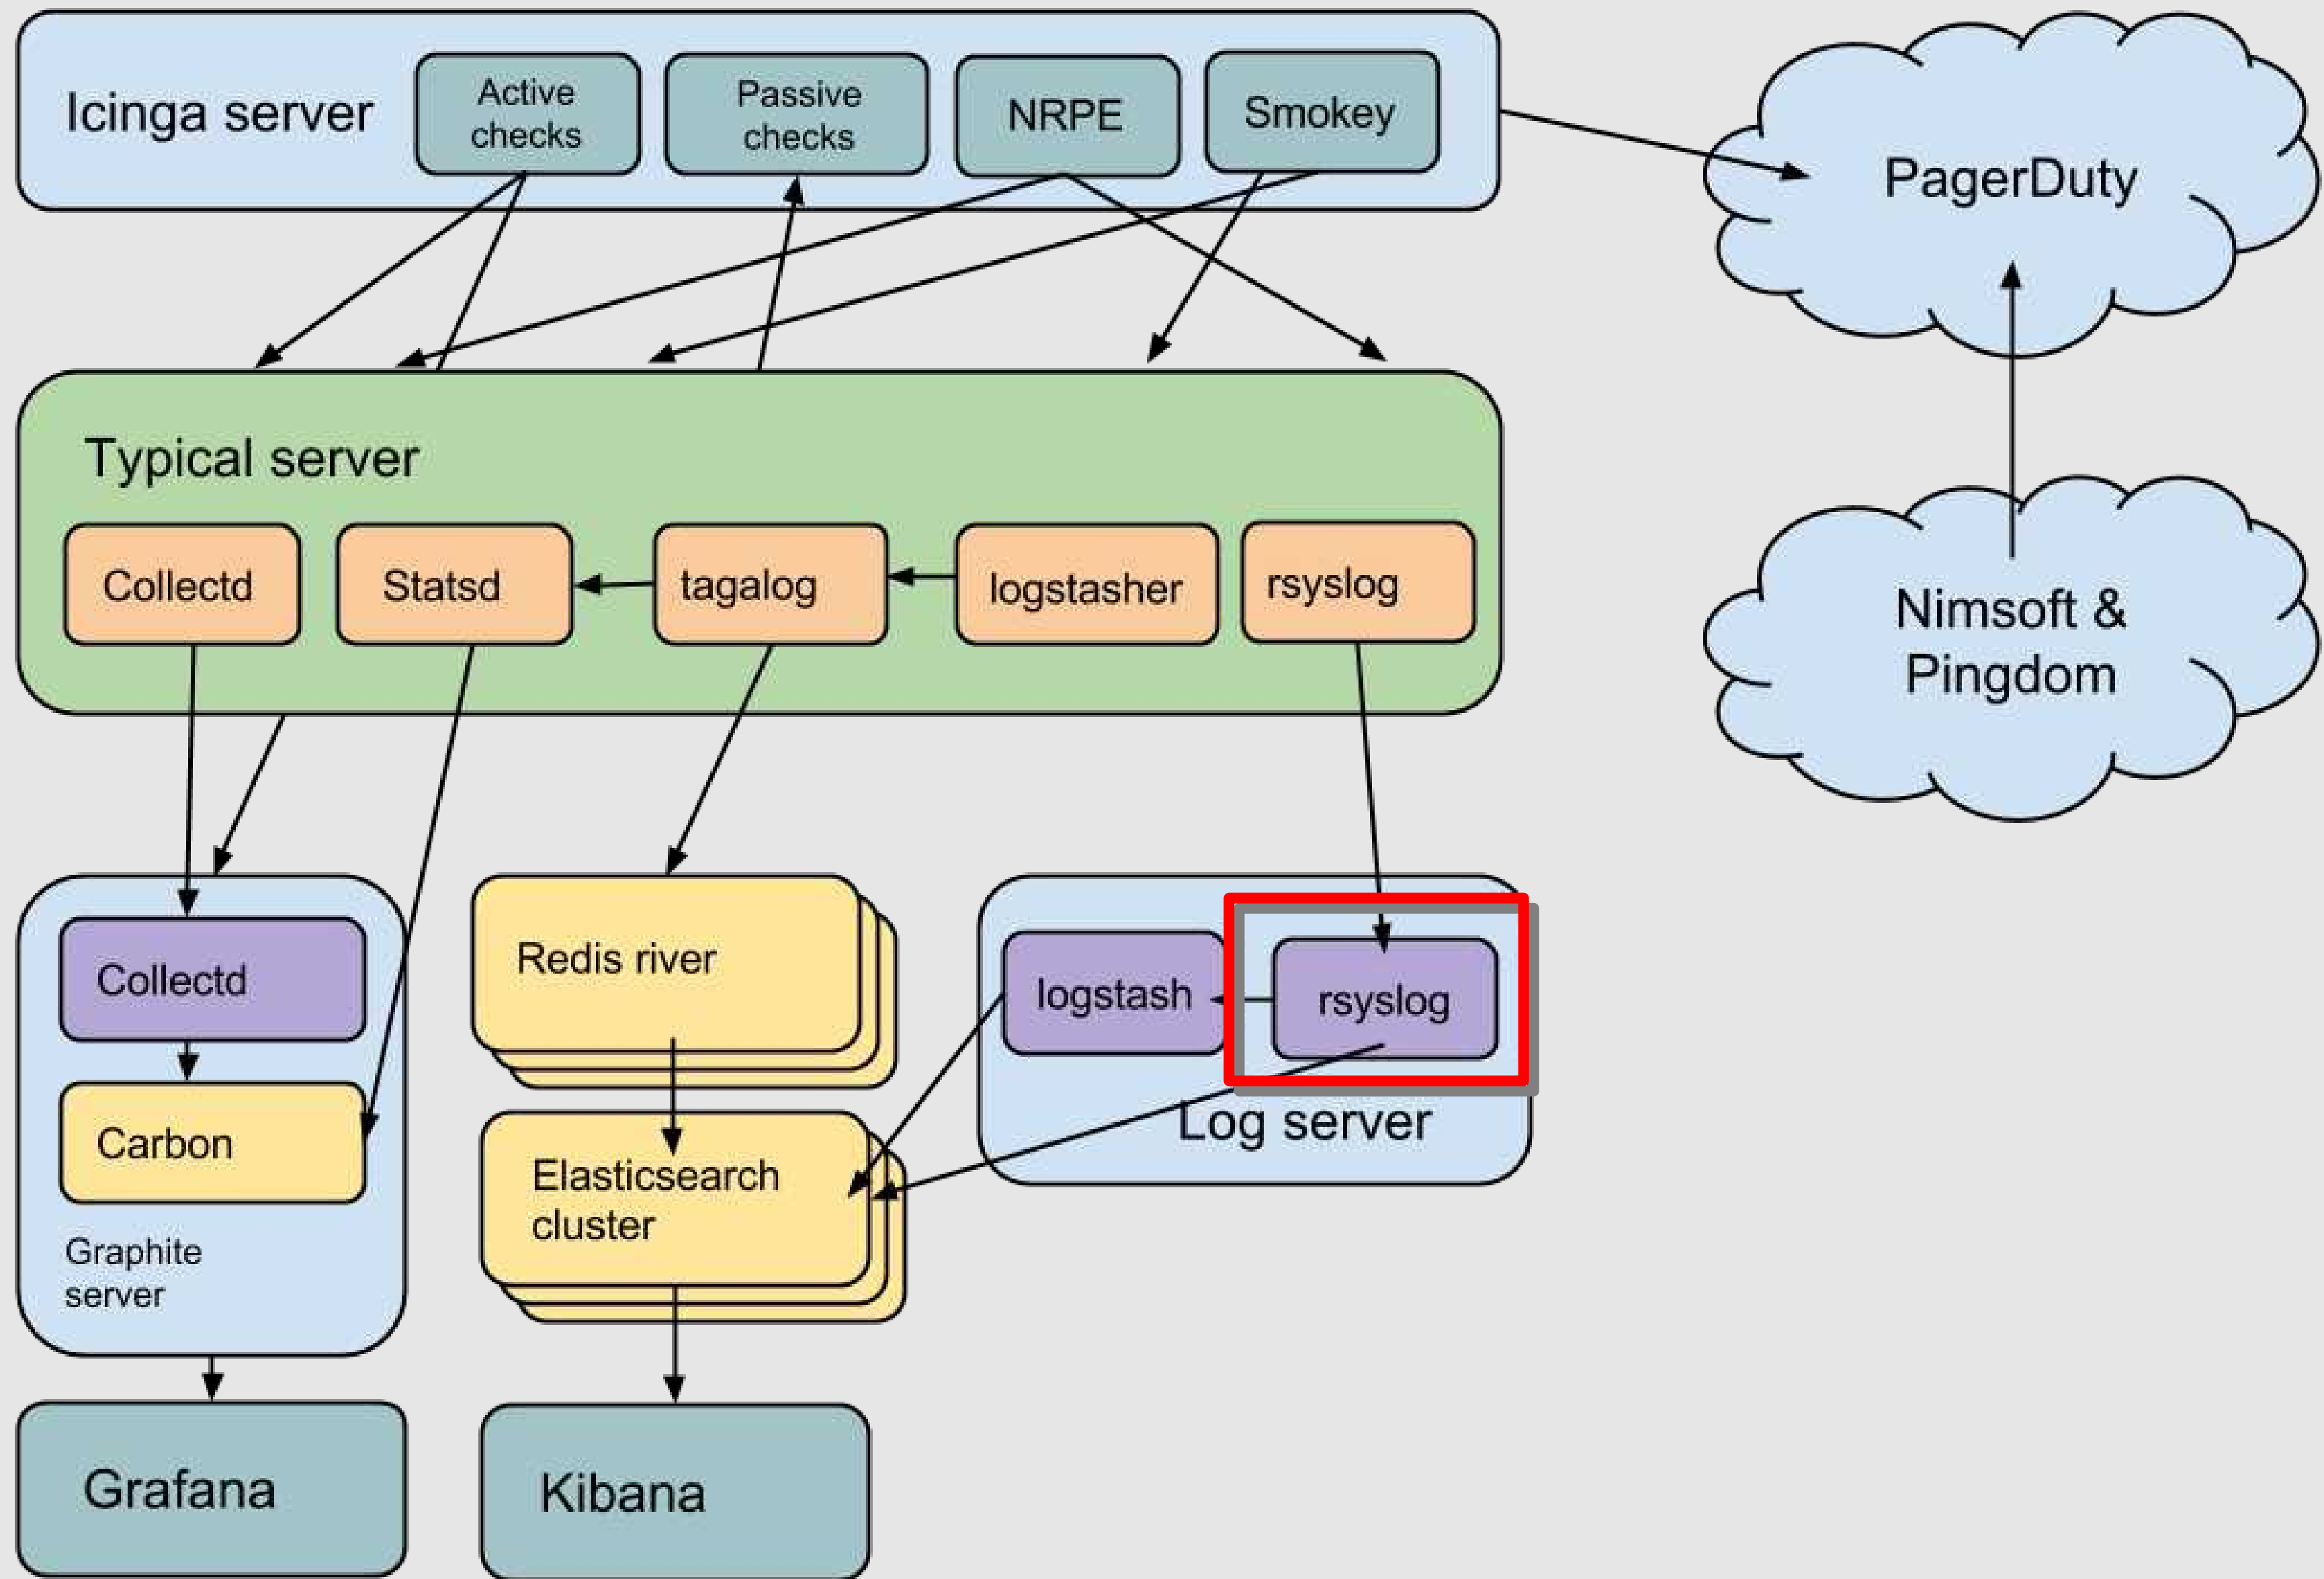 Icinga server
Active
checks
Passive
checks
NRPE
Smokey
PagerDuty
Typical server
Collectd
Statsd
tagalog
logstasher
rsyslog
Nimsoft &
Pingdom
Collectd
Carbon
Graphite
server
Redis river
Elasticsearch
cluster
logstash
rsyslog
Log server
Grafana
Kibana